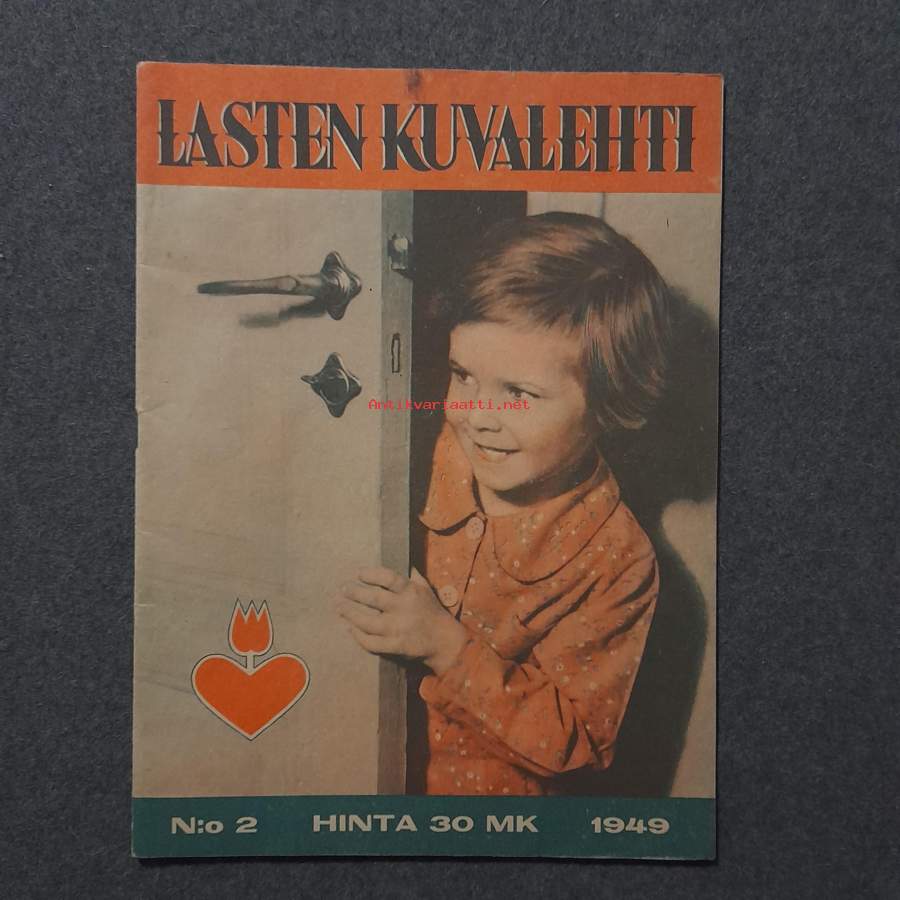 LASTEN KUVALEHTI
Antikvariaatti.net
N:o 2 HINTA 30 MK 1949